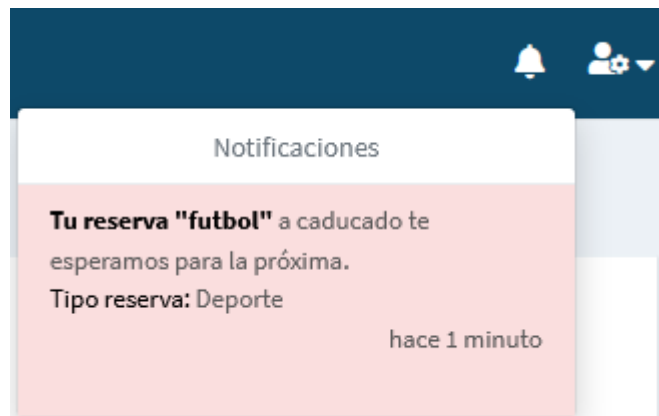 Notificaciones
Tu reserva "futbol" a caducado te
esperamos para la próxima.
Tipo reserva: Deporte
hace 1 minuto